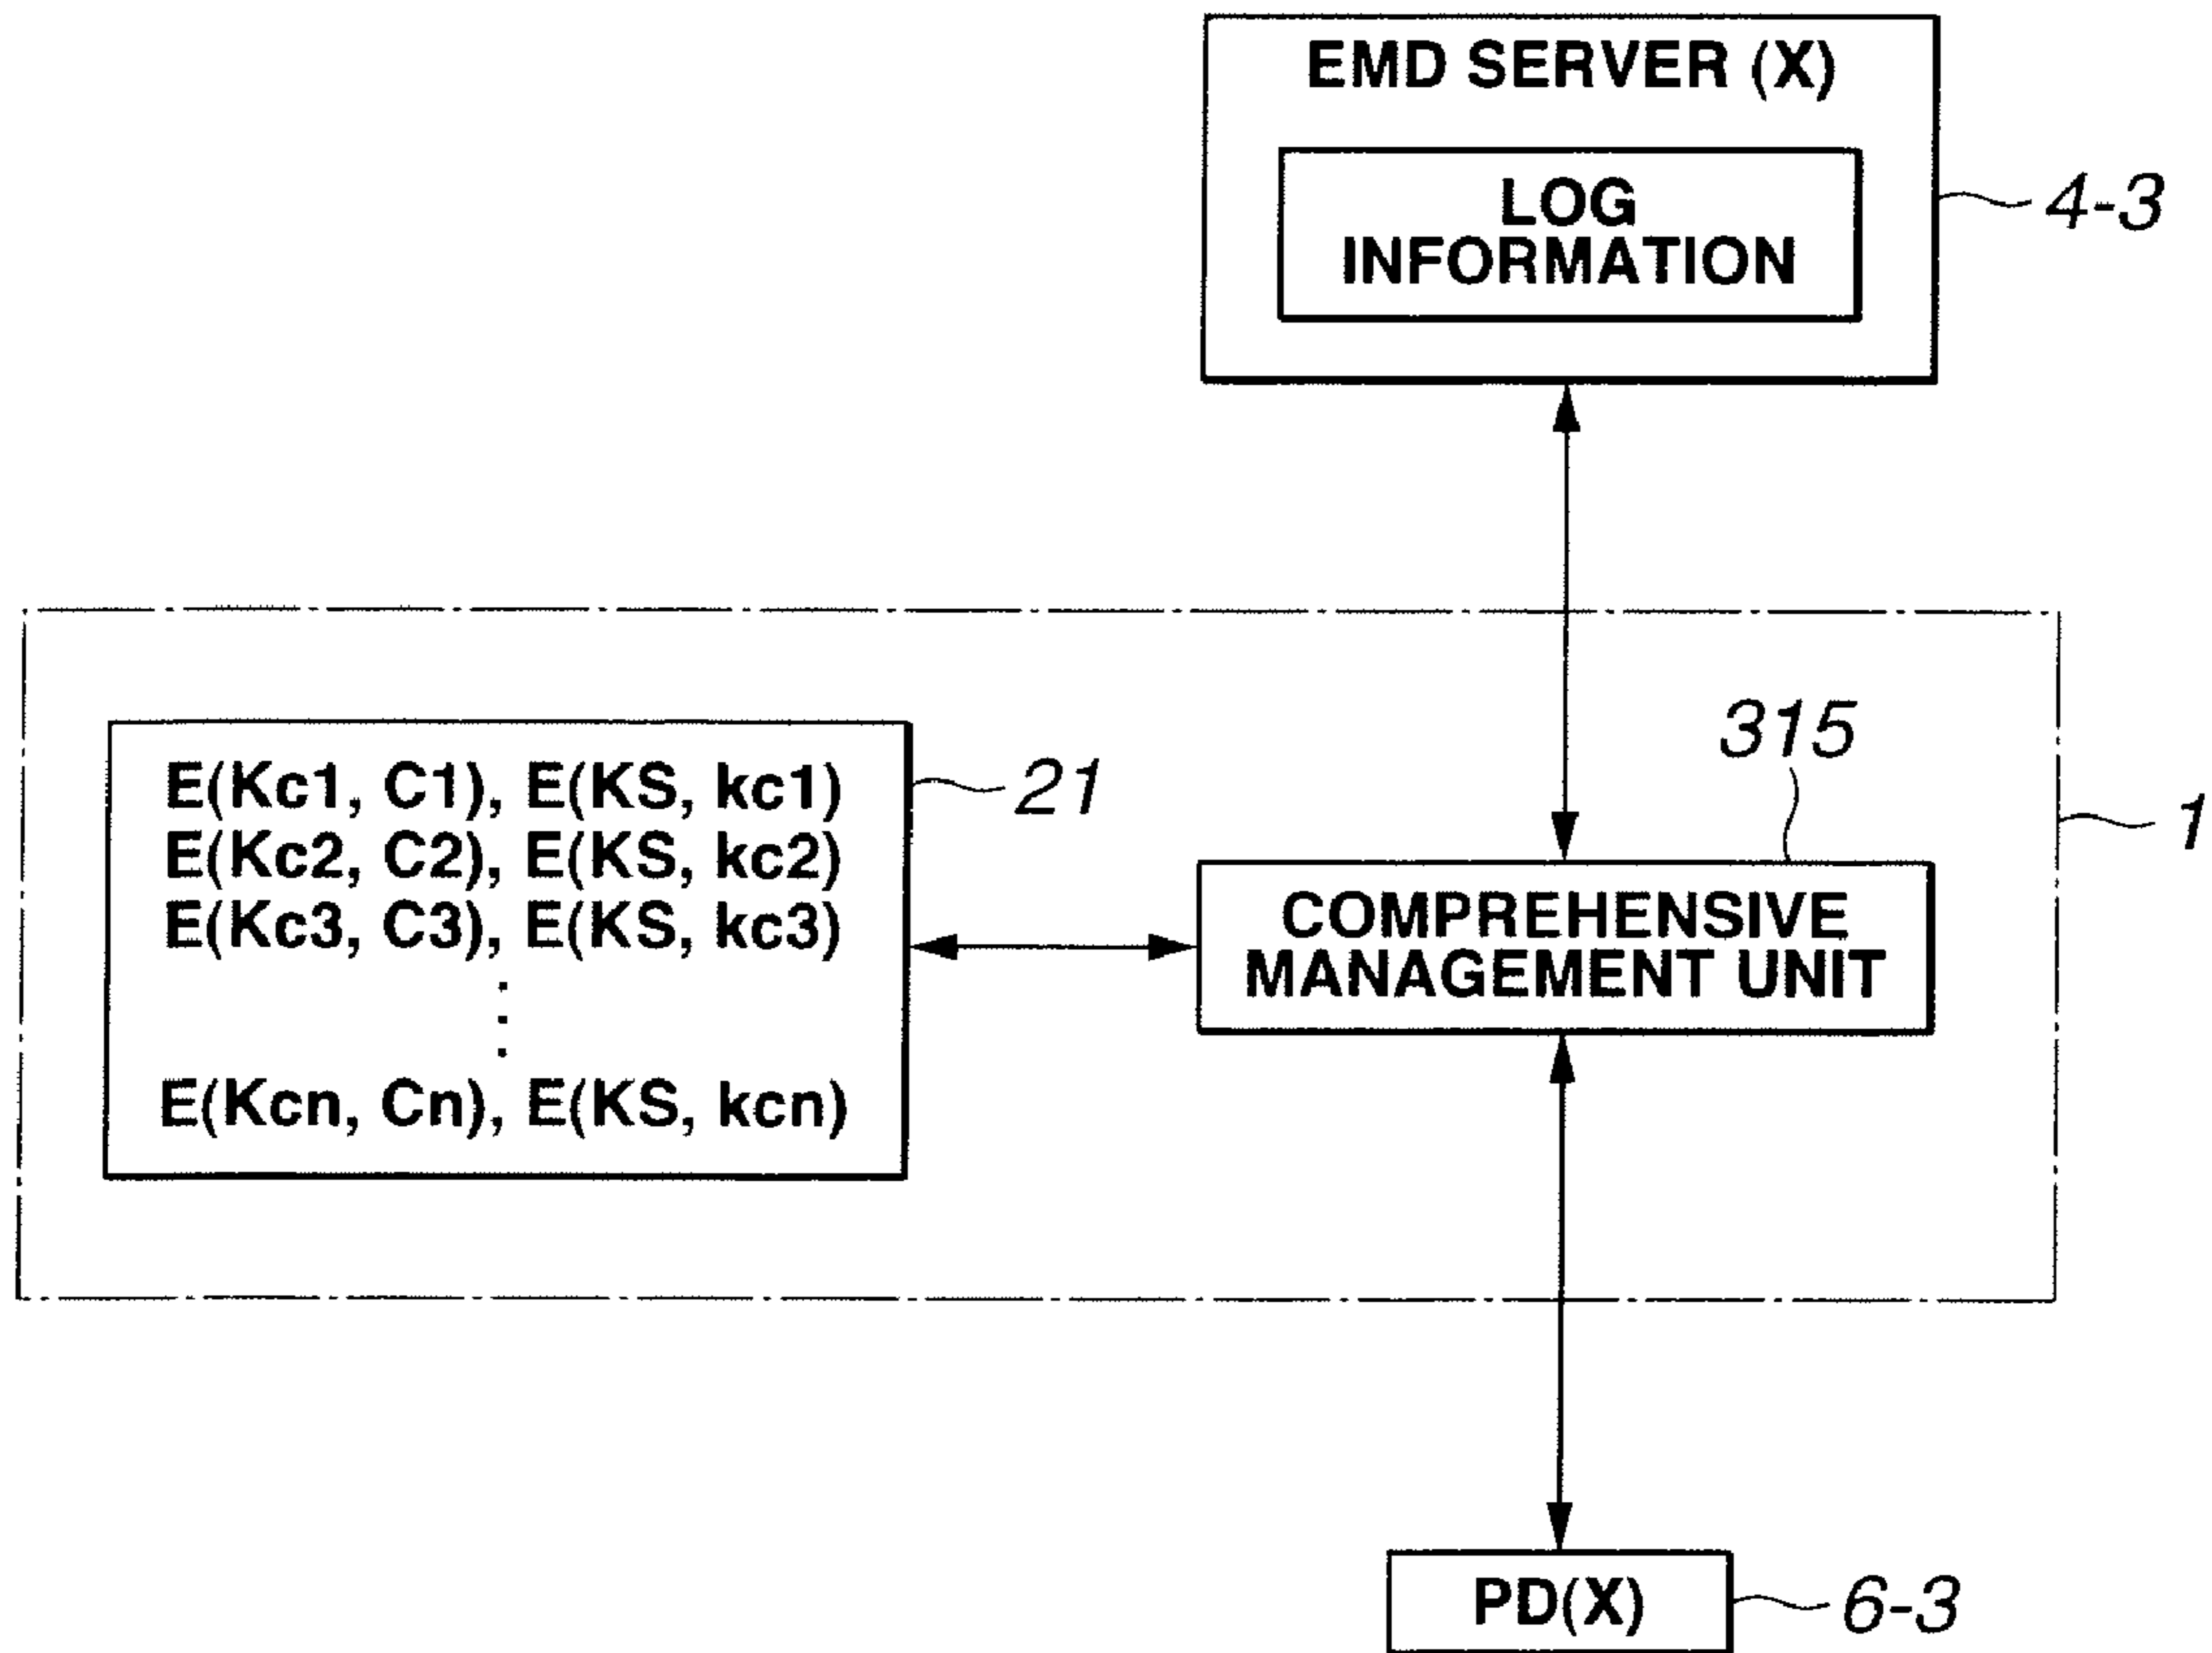 EMD SERVER (X)
LOG
INFORMATION
4-3
315
21
1
E(Kc1, C1), E(KS, kc1)
E(Kc2, C2), E(KS, kc2)
E(Kc3, C3), E(KS, kc3)
⋮
E(Kcn, Cn), E(KS, kcn)
COMPREHENSIVE
MANAGEMENT UNIT
PD(X)
6-3